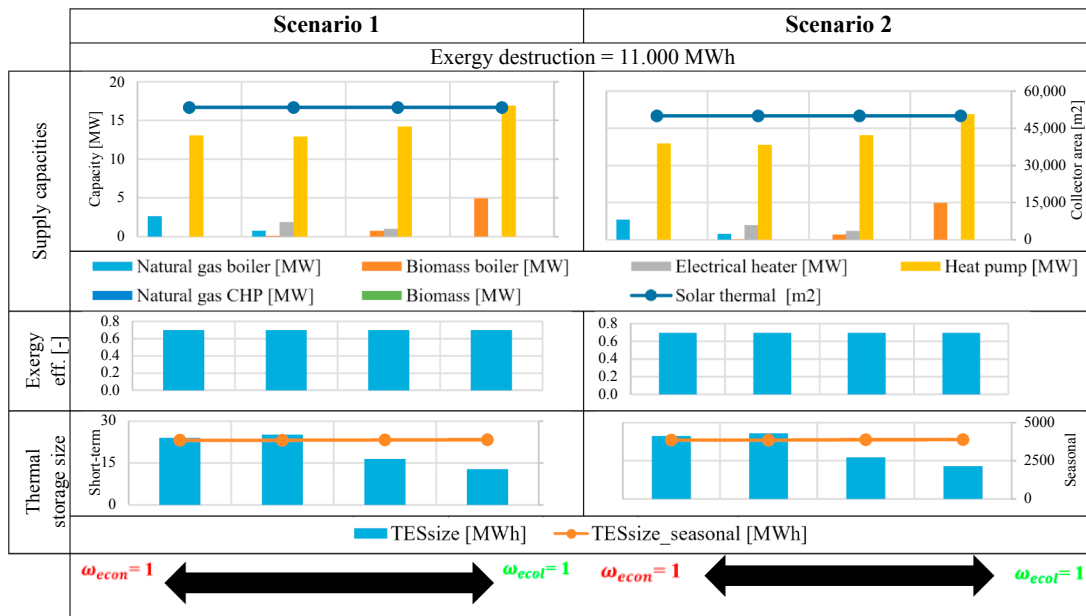 Scenario 1
Scenario 2
Exergy destruction = 11.000 MWh
Supply capacities
Capacity [MW]
20
15
10
5
0
60,000
45,000
30,000
15,000
0
Collector area [m2]
Natural gas boiler [MW]
Biomass boiler [MW]
Electrical heater [MW]
Heat pump [MW]
Natural gas CHP [MW]
Biomass [MW]
Solar thermal [m2]
Exergy
eff. [-]
0.8
0.6
0.4
0.2
0.0
0.8
0.6
0.4
0.2
0.0
Thermal
storage size
Short-term
30
15
0
5000
2500
0
Seasonal
TESsize [MWh]
TESsize_seasonal [MWh]
ω_econ = 1
ω_ecol = 1
ω_econ = 1
ω_ecol = 1